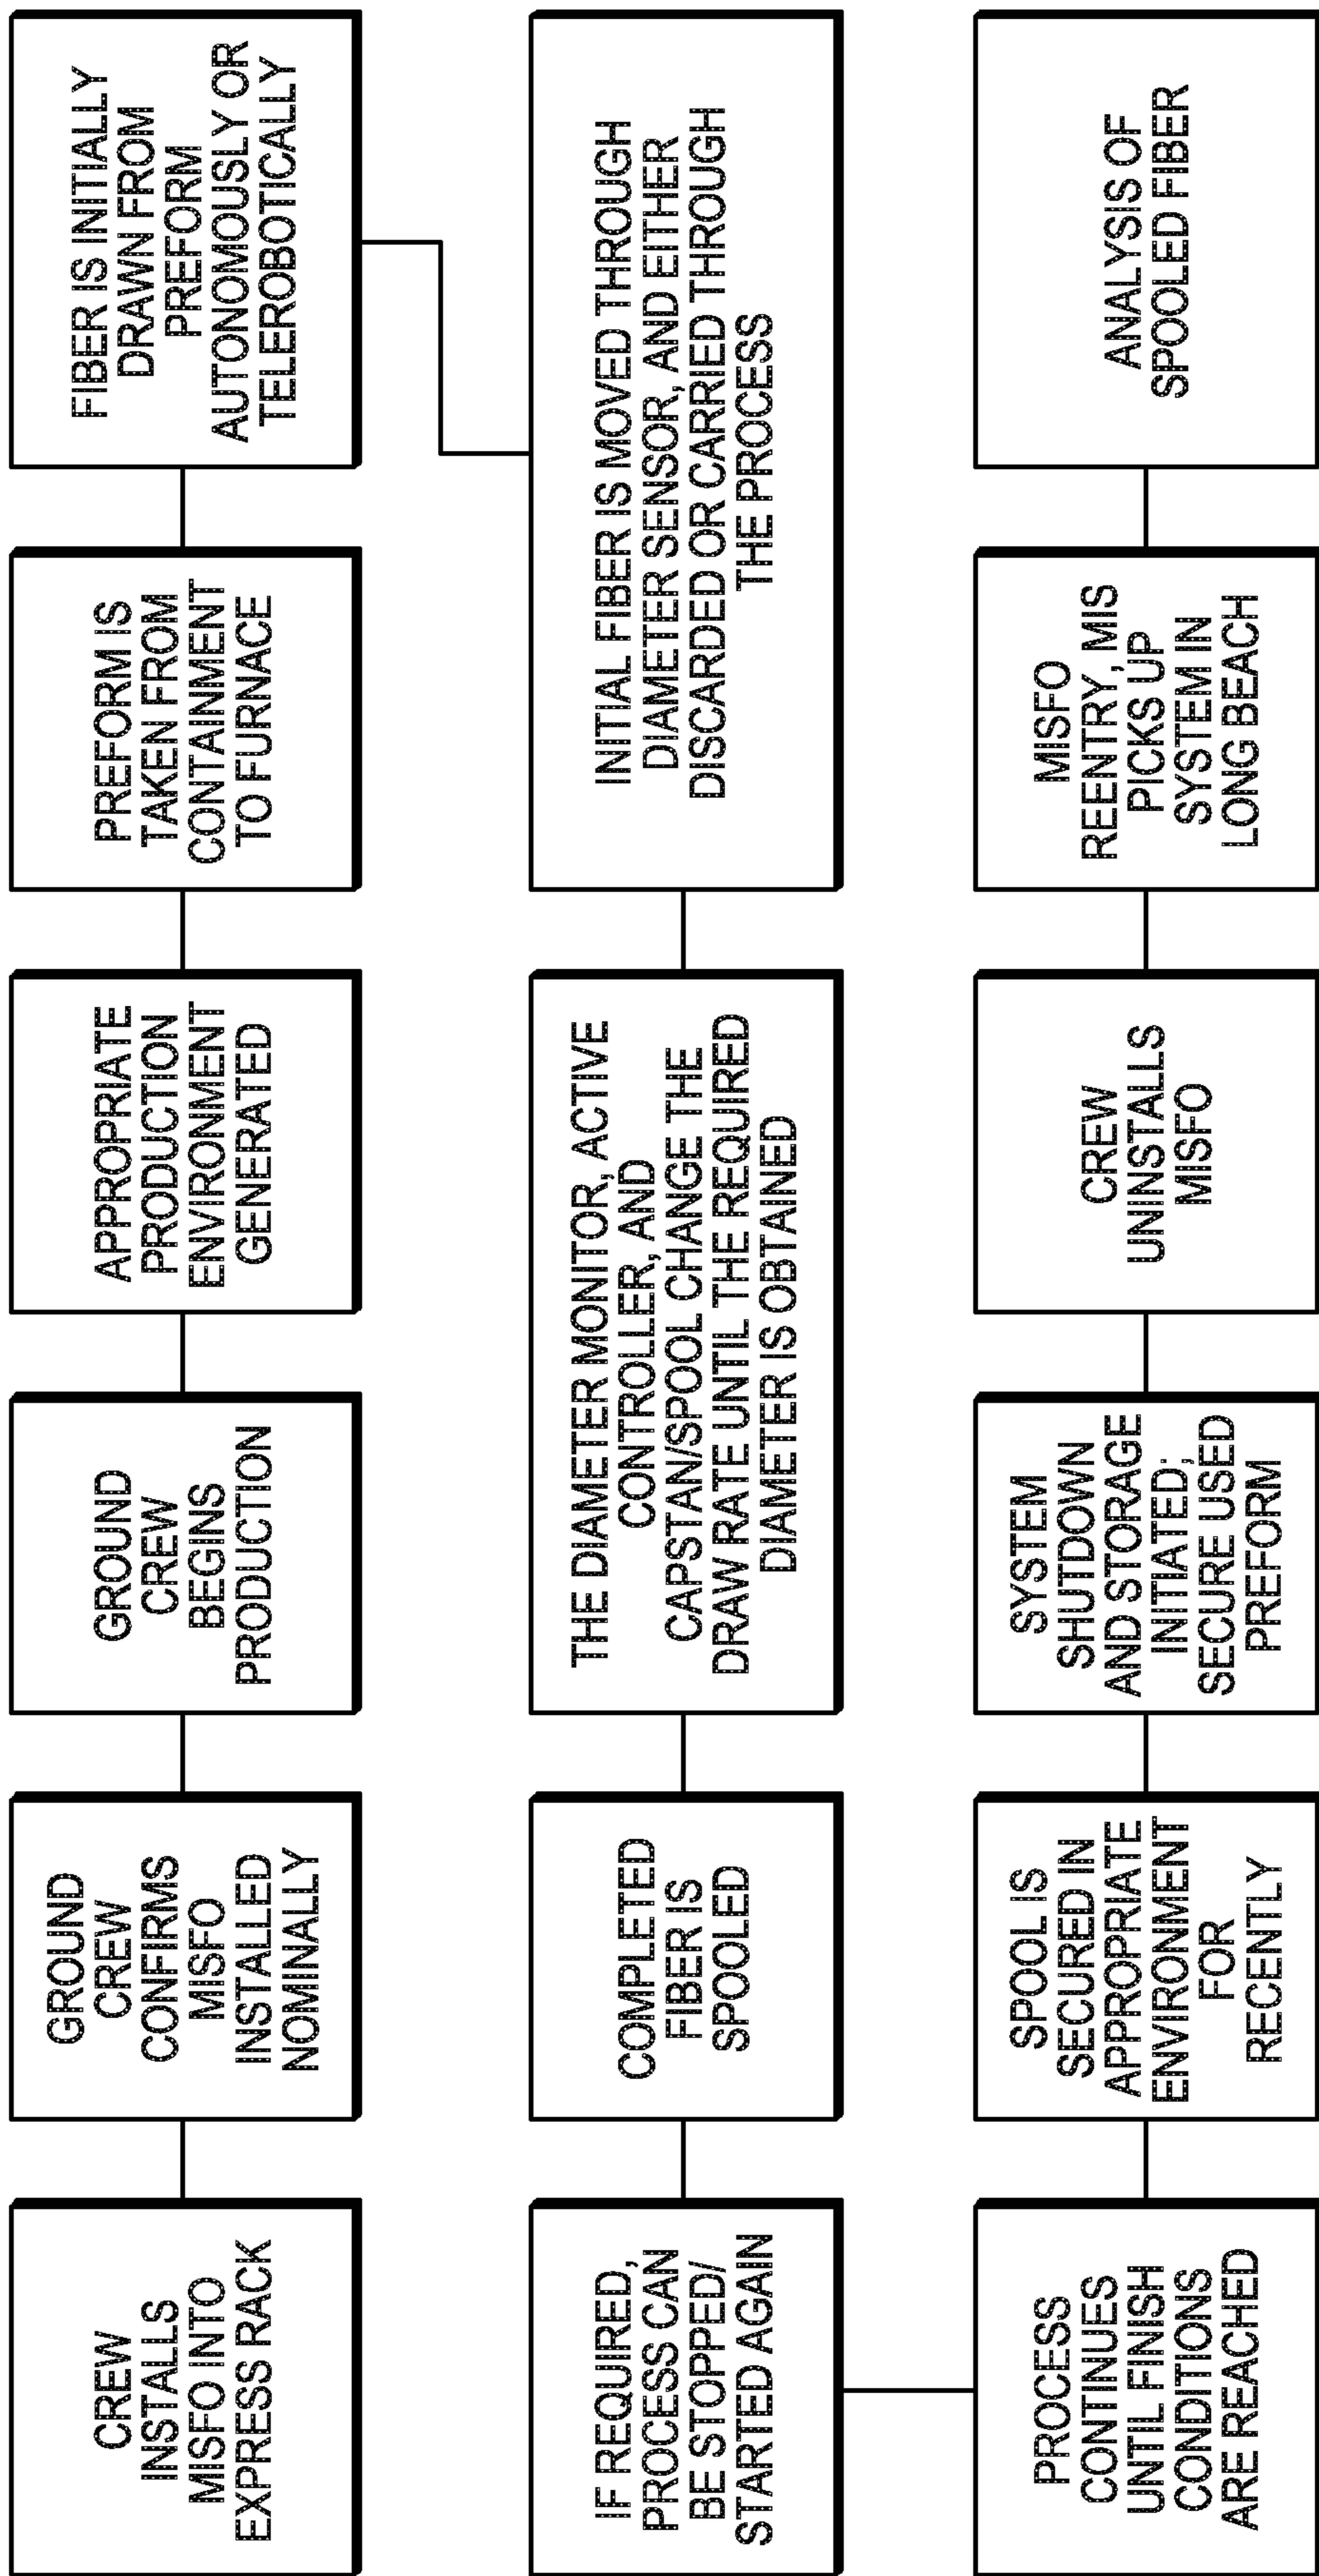 CREW
INSTALLS
MISFO INTO
EXPRESS RACK
GROUND
CREW
CONFIRMS
MISFO
INSTALLED
NOMINALLY
GROUND
CREW
BEGINS
PRODUCTION
APPROPRIATE
PRODUCTION
ENVIRONMENT
GENERATED
PREFORM IS
TAKEN FROM
CONTAINMENT
TO FURNACE
FIBER IS INITIALLY
DRAWN FROM
PREFORM
AUTONOMOUSLY OR
TELEROBOTICALLY
INITIAL FIBER IS MOVED THROUGH
DIAMETER SENSOR, AND EITHER
DISCARDED OR CARRIED THROUGH
THE PROCESS
THE DIAMETER MONITOR, ACTIVE
CONTROLLER, AND
CAPSTAN/SPOOL CHANGE THE
DRAW RATE UNTIL THE REQUIRED
DIAMETER IS OBTAINED
COMPLETED
FIBER IS
SPOOLED
IF REQUIRED,
PROCESS CAN
BE STOPPED/
STARTED AGAIN
PROCESS
CONTINUES
UNTIL FINISH
CONDITIONS
ARE REACHED
SPOOL IS
SECURED IN
APPROPRIATE
ENVIRONMENT
FOR
RECENTLY
SYSTEM
SHUTDOWN
AND STORAGE
INITIATED;
SECURE USED
PREFORM
CREW
UNINSTALLS
MISFO
MISFO
REENTRY, MIS
PICKS UP
SYSTEM IN
LONG BEACH
ANALYSIS OF
SPOOLED FIBER